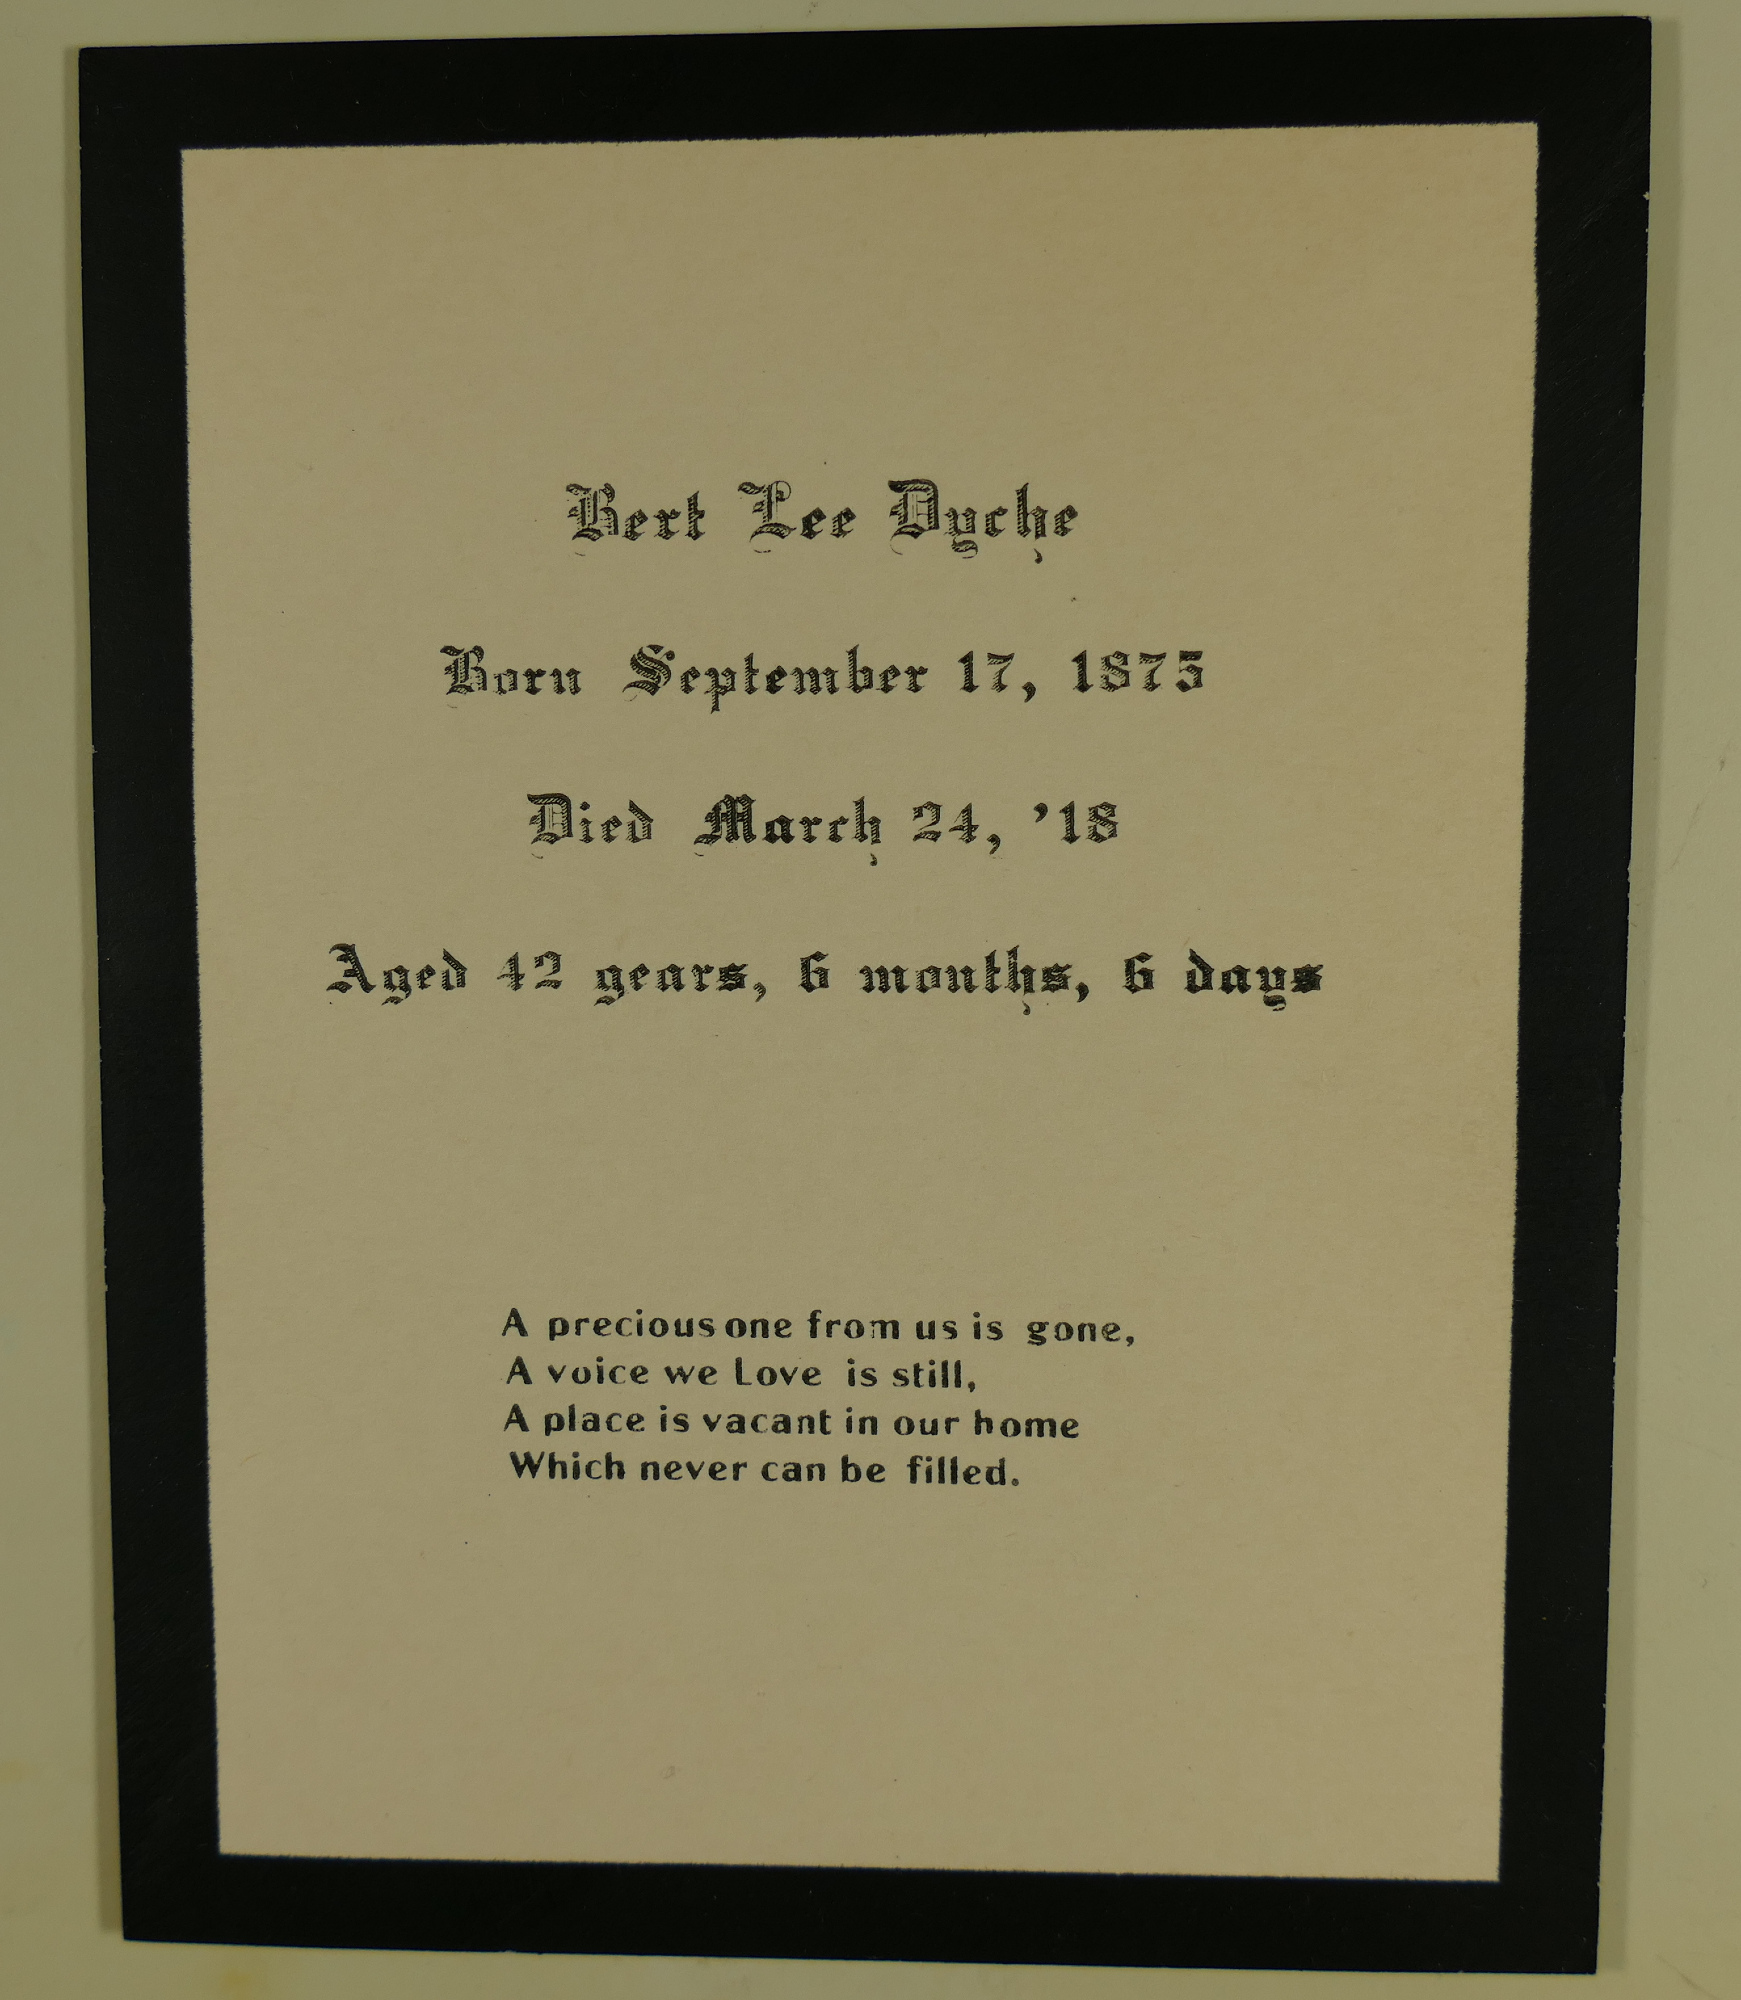 Bert Lee Dyche
Born September 17, 1875
Died March 24, '18
Aged 42 years, 6 months, 6 days
A precious one from us is gone,
A voice we Love is still,
A place is vacant in our home
Which never can be filled.